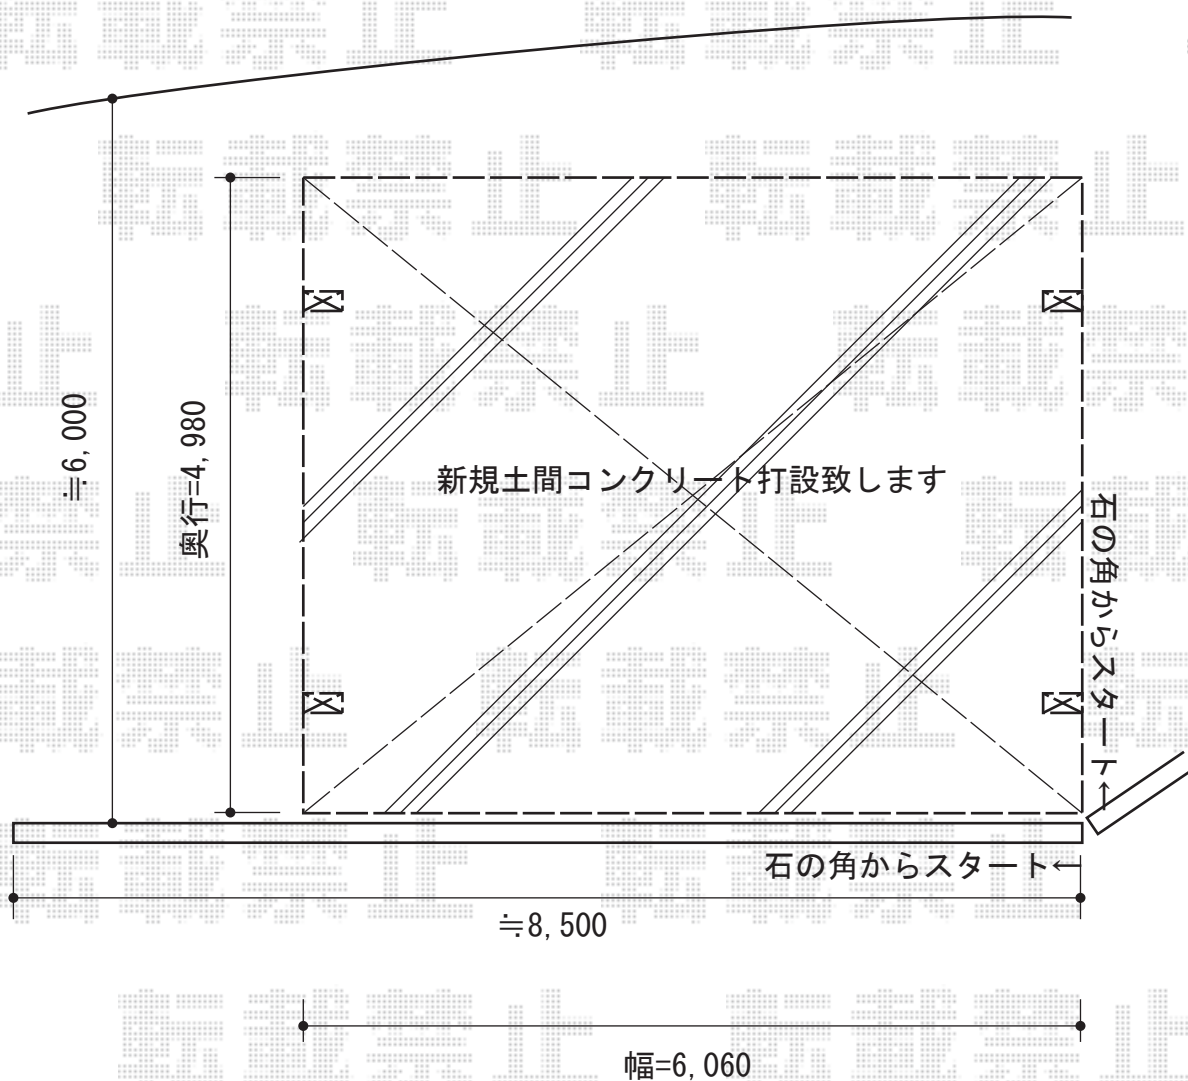 転載禁止
≒6,000
奥行=4,980
新規土間コンクリート打設致します
石の角からスタート→
石の角からスタート←
≒8,500
幅=6,060